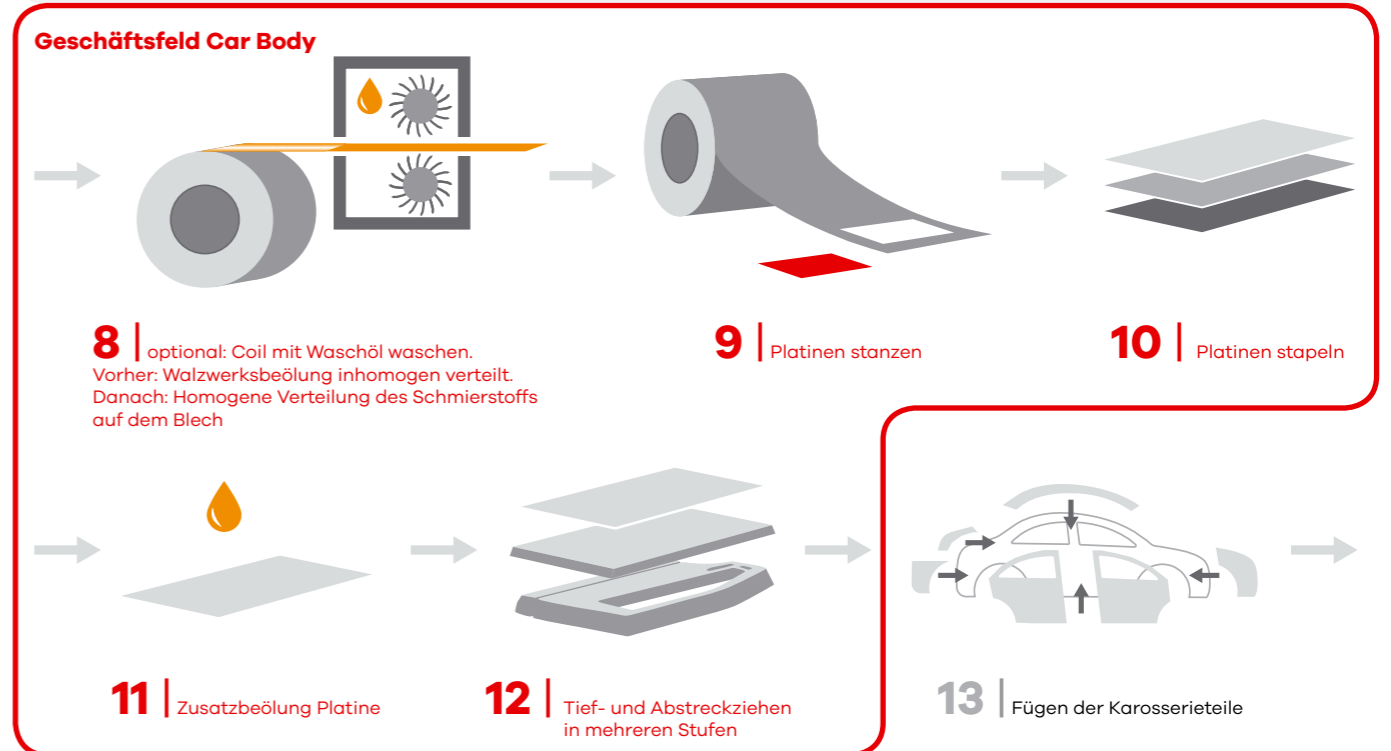 Geschäftsfeld Car Body
8 | optional: Coil mit Waschöl waschen.
Vorher: Walzwerksbeölung inhomogen verteilt.
Danach: Homogene Verteilung des Schmierstoffs
auf dem Blech
9 | Platinen stanzen
10 | Platinen stapeln
11 | Zusatzbeölung Platine
12 | Tief- und Abstreckziehen
in mehreren Stufen
13 | Fügen der Karosserieteile